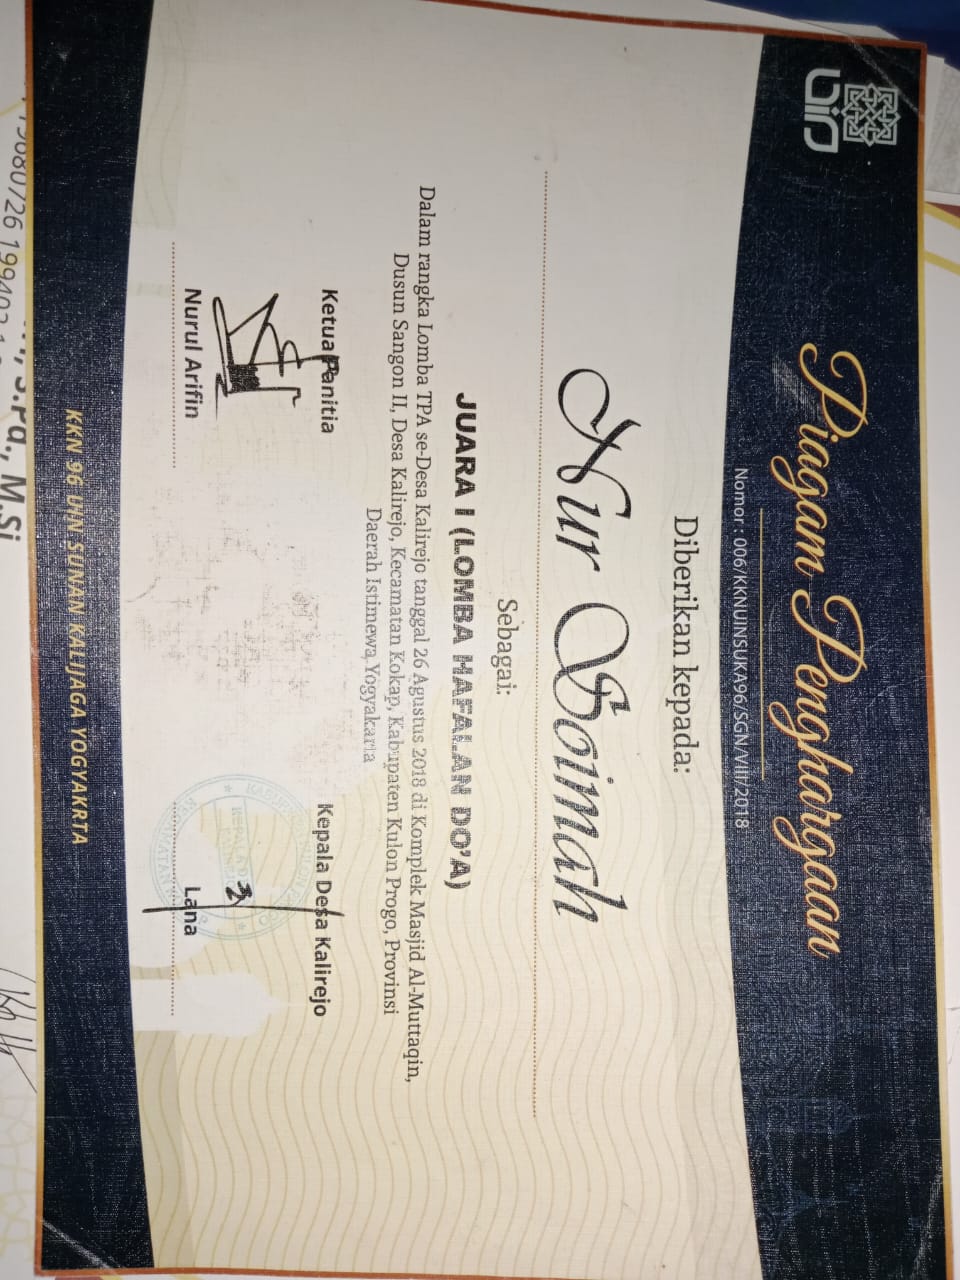 uin
Piagam Penghargaan
Nomor : 006/KKNUINSUKA96/SGN/VIII/2018
Diberikan kepada:
Nur Soimah
Sebagai:
JUARA I (LOMBA HAFALAN DO'A)
Dalam rangka Lomba TPA se-Desa Kalirejo tanggal 26 Agustus 2018 di Komplek Masjid Al-Muttaqin,
Dusun Sangon II, Desa Kalirejo, Kecamatan Kokap, Kabupaten Kulon Progo, Provinsi
Daerah Istimewa Yogyakarta
Ketua Panitia
Kepala Desa Kalirejo
Nurul Arifin
Lana
KKN 96 UIN SUNAN KALIJAGA YOGYAKRTA
S.Pd., M.Si